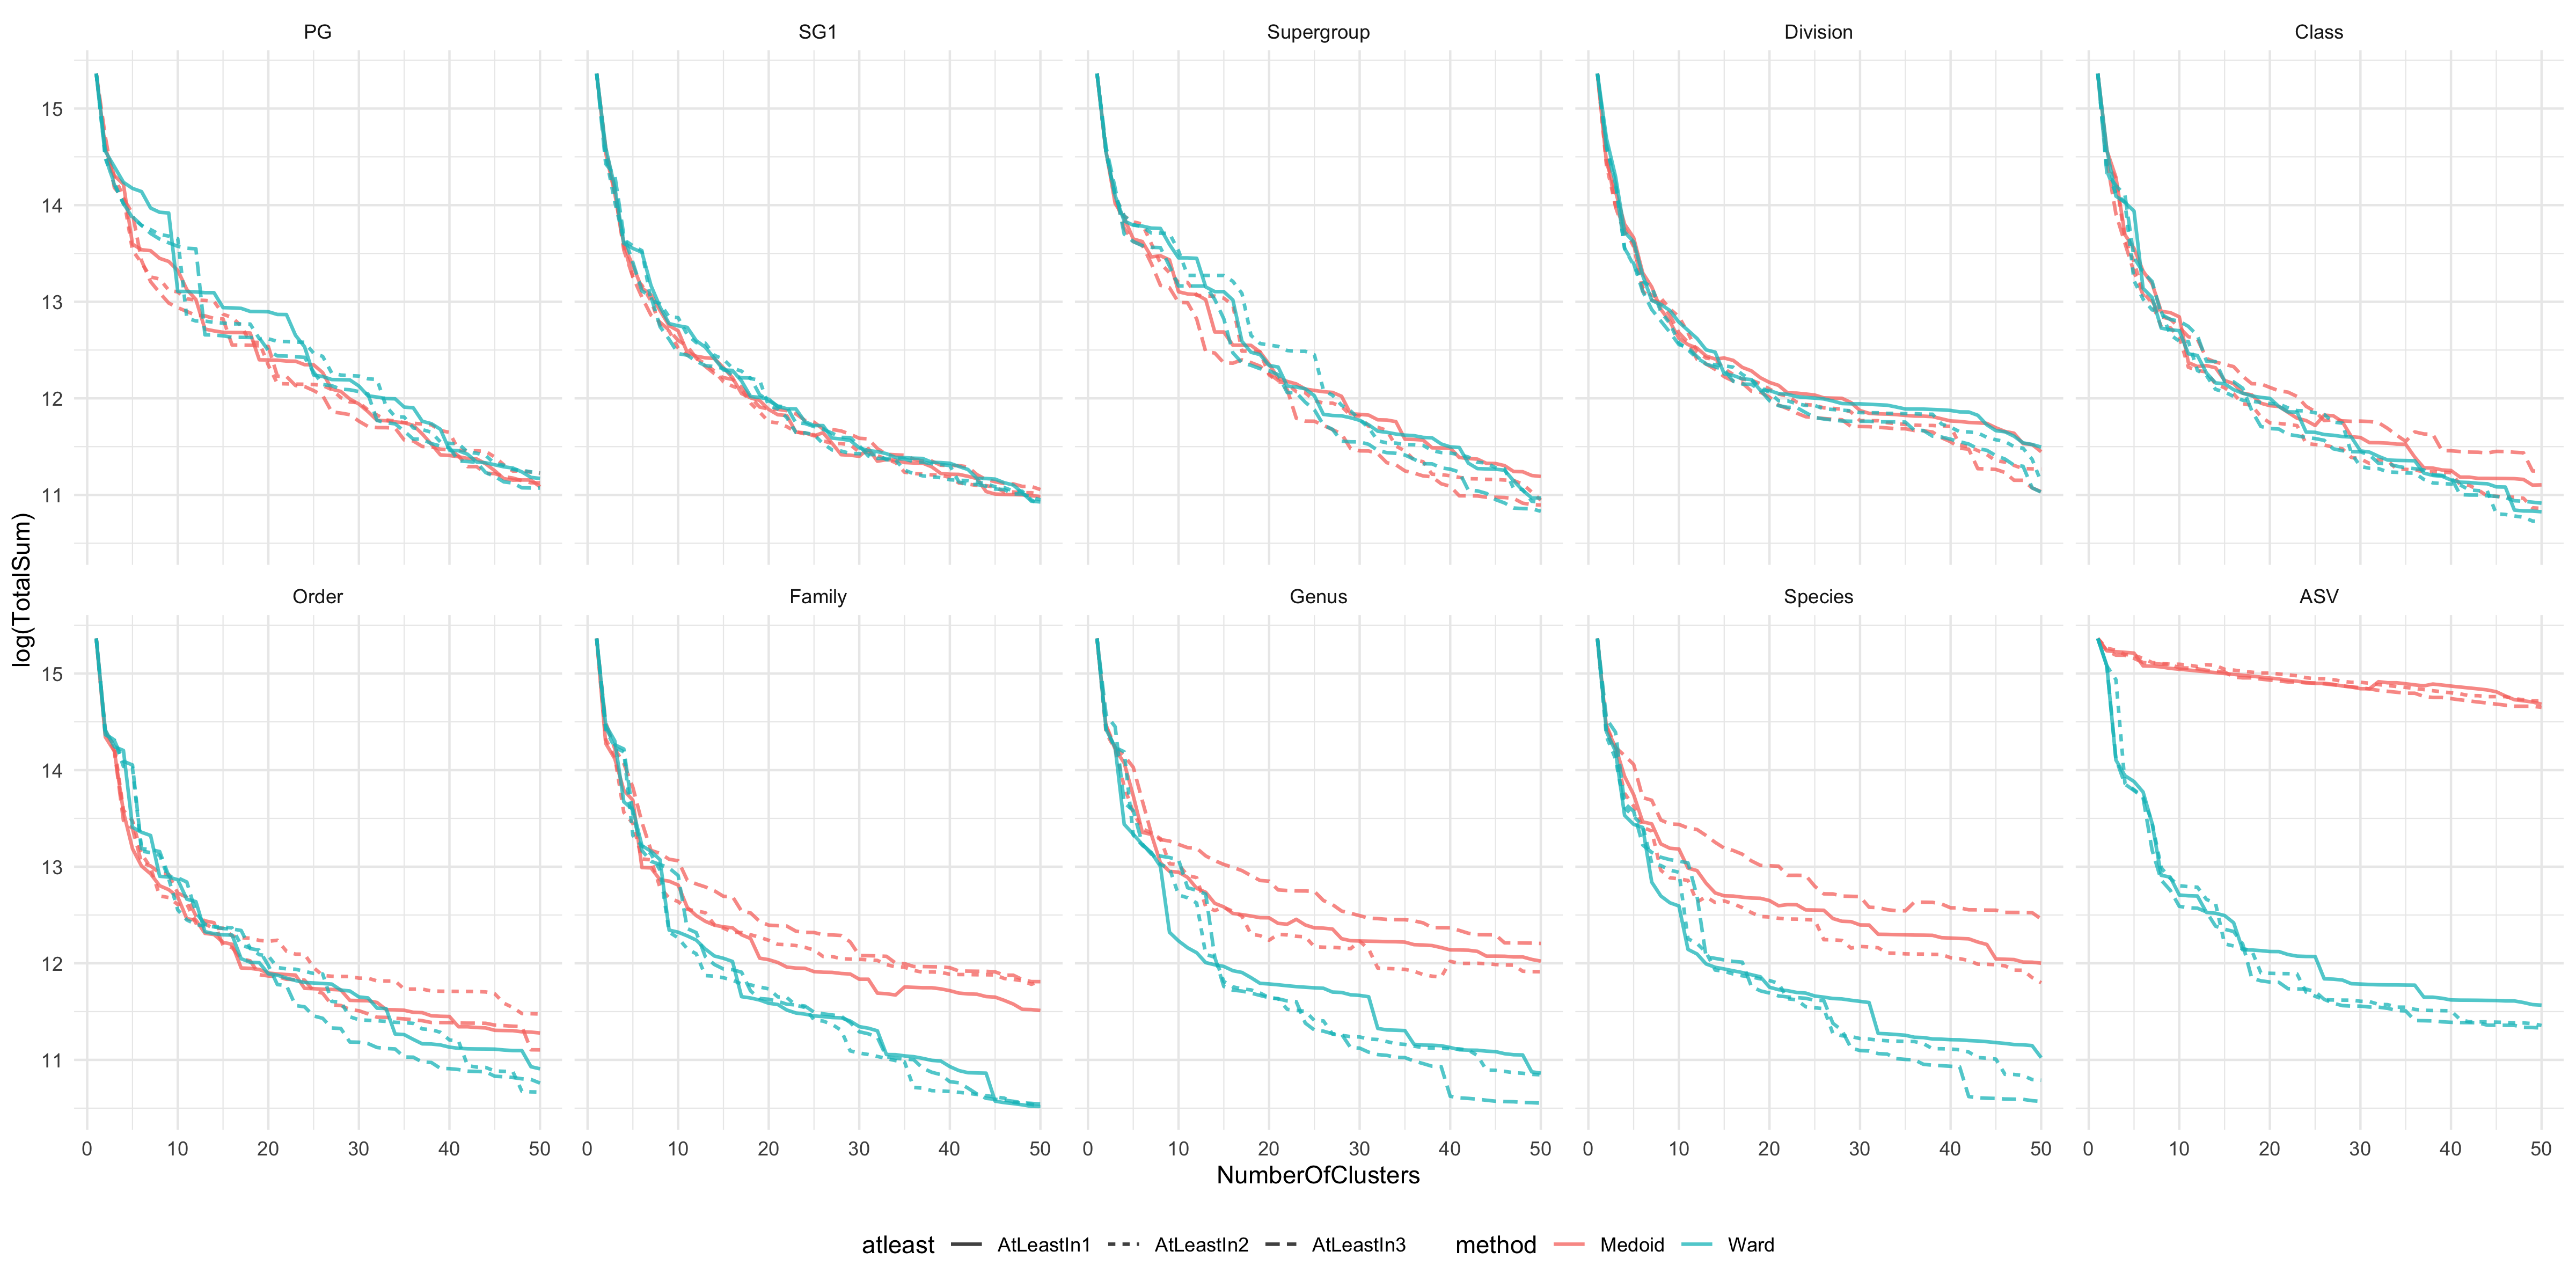 PG SG1 Supergroup Division Class
15
14
13
12
11
Order Family Genus Species ASV
15
14
13
12
11
log(TotalSum)
0 10 20 30 40 50 0 10 20 30 40 50 0 10 20 30 40 50 0 10 20 30 40 50 0 10 20 30 40 50
NumberOfClusters
atleast AtLeastIn1 AtLeastIn2 AtLeastIn3 method Medoid Ward